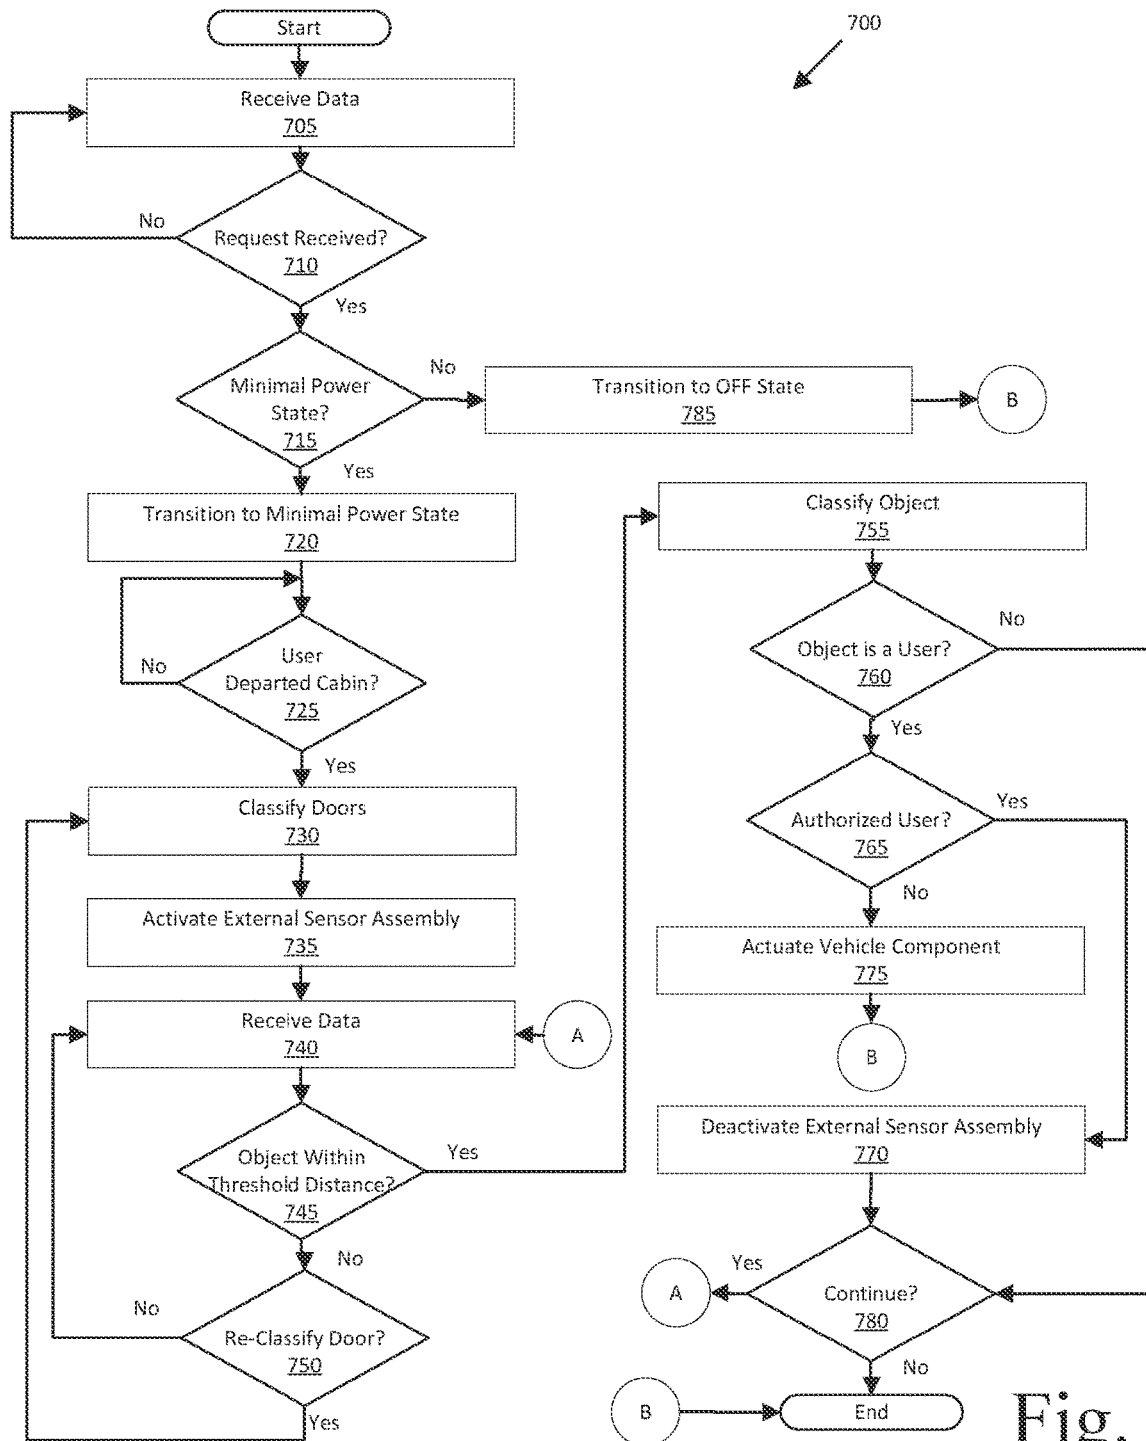 Start
700
Receive Data
705
No
Request Received?
710
Yes
Minimal Power
State?
715
No
Transition to OFF State
785
B
Yes
Transition to Minimal Power State
720
No
User
Departed Cabin?
725
Yes
Classify Doors
730
Activate External Sensor Assembly
735
Receive Data
740
A
Object Within
Threshold Distance?
745
Yes
No
Re-Classify Door?
750
No
Yes
Classify Object
755
Object is a User?
760
No
Yes
Authorized User?
765
Yes
No
Actuate Vehicle Component
775
B
Deactivate External Sensor Assembly
770
Yes
A
Continue?
780
No
B
End
Fig.